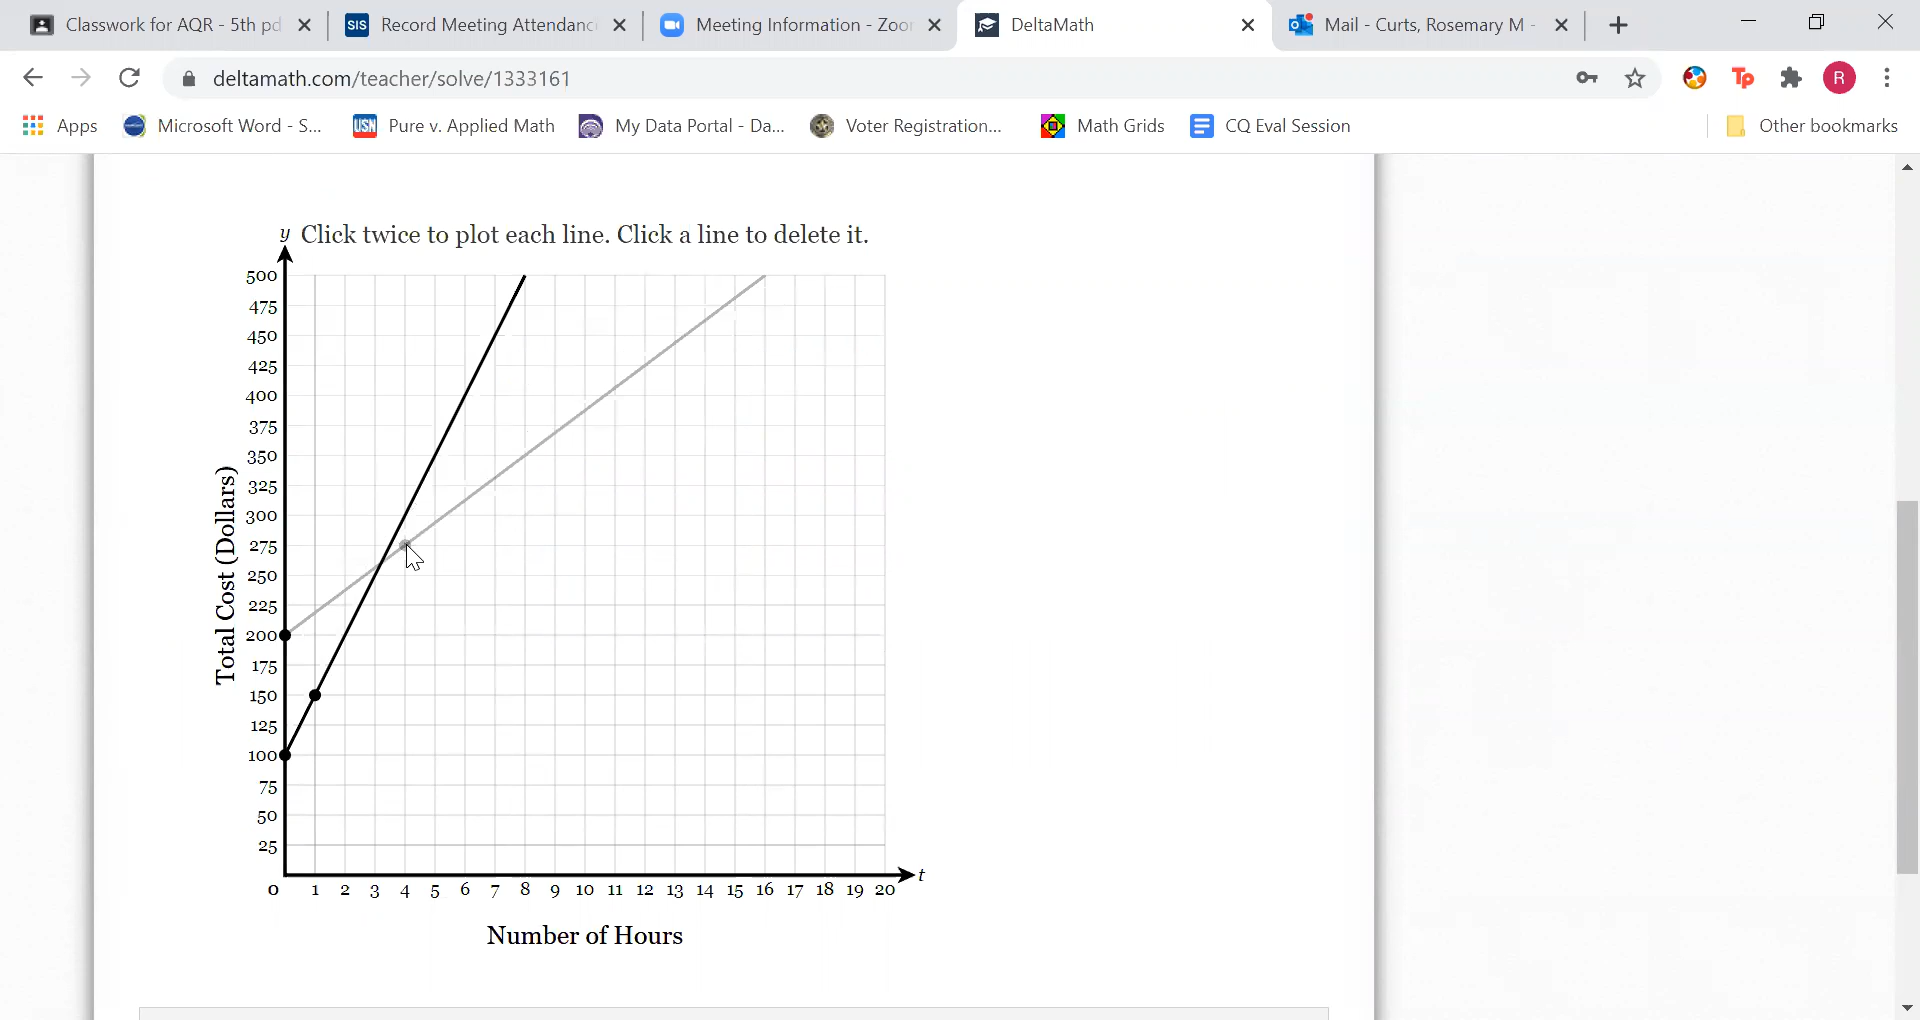 Classwork for AQR - 5th pd
SIS Record Meeting Attendanc
Meeting Information - Zoo
DeltaMath
Mail - Curts, Rosemary M -
deltamath.com/teacher/solve/1333161
Tp
R
Apps
Microsoft Word - S...
USN Pure v. Applied Math
My Data Portal - Da...
Voter Registration...
Math Grids
CQ Eval Session
Other bookmarks
y Click twice to plot each line. Click a line to delete it.
500
475
450
425
400
375
350
325
300
275
250
225
200
175
150
125
100
75
50
25
Total Cost (Dollars)
0 1 2 3 4 5 6 7 8 9 10 11 12 13 14 15 16 17 18 19 20
t
Number of Hours